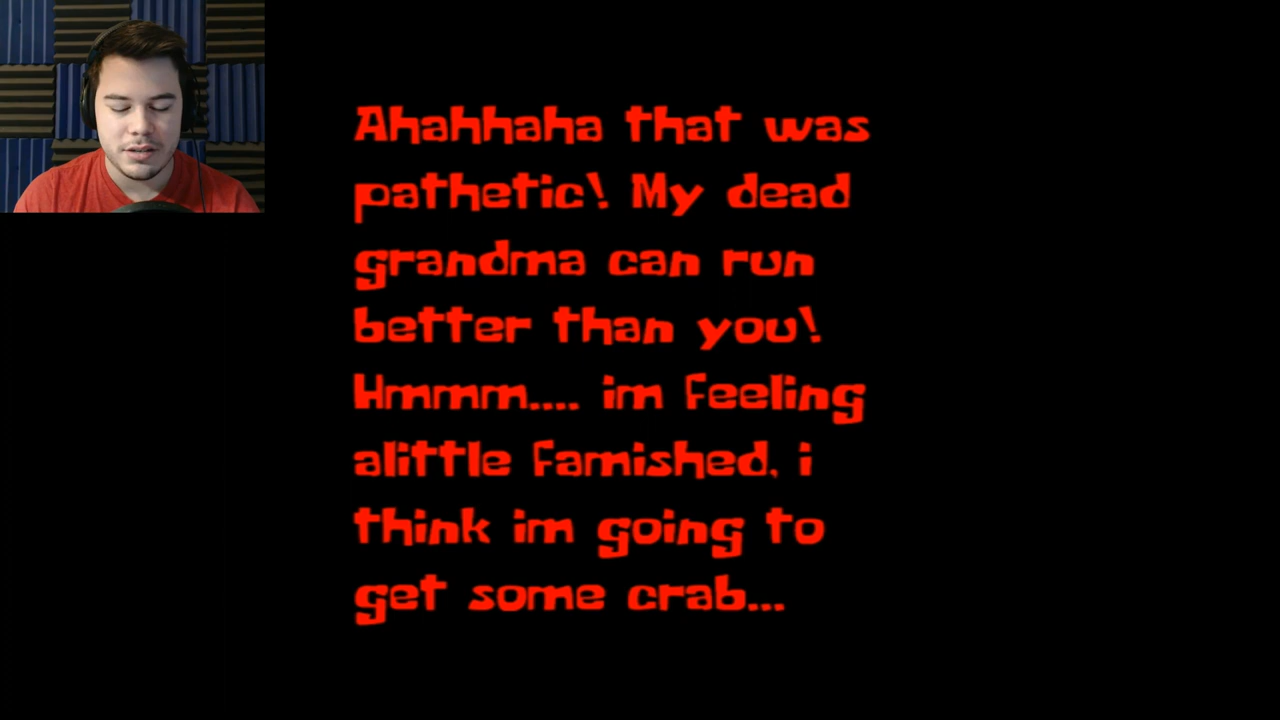 Ahahhaha that was
pathetic! My dead
grandma can run
better than you!
Hmmm.... im feeling
alittle famished, i
think im going to
get some crab...